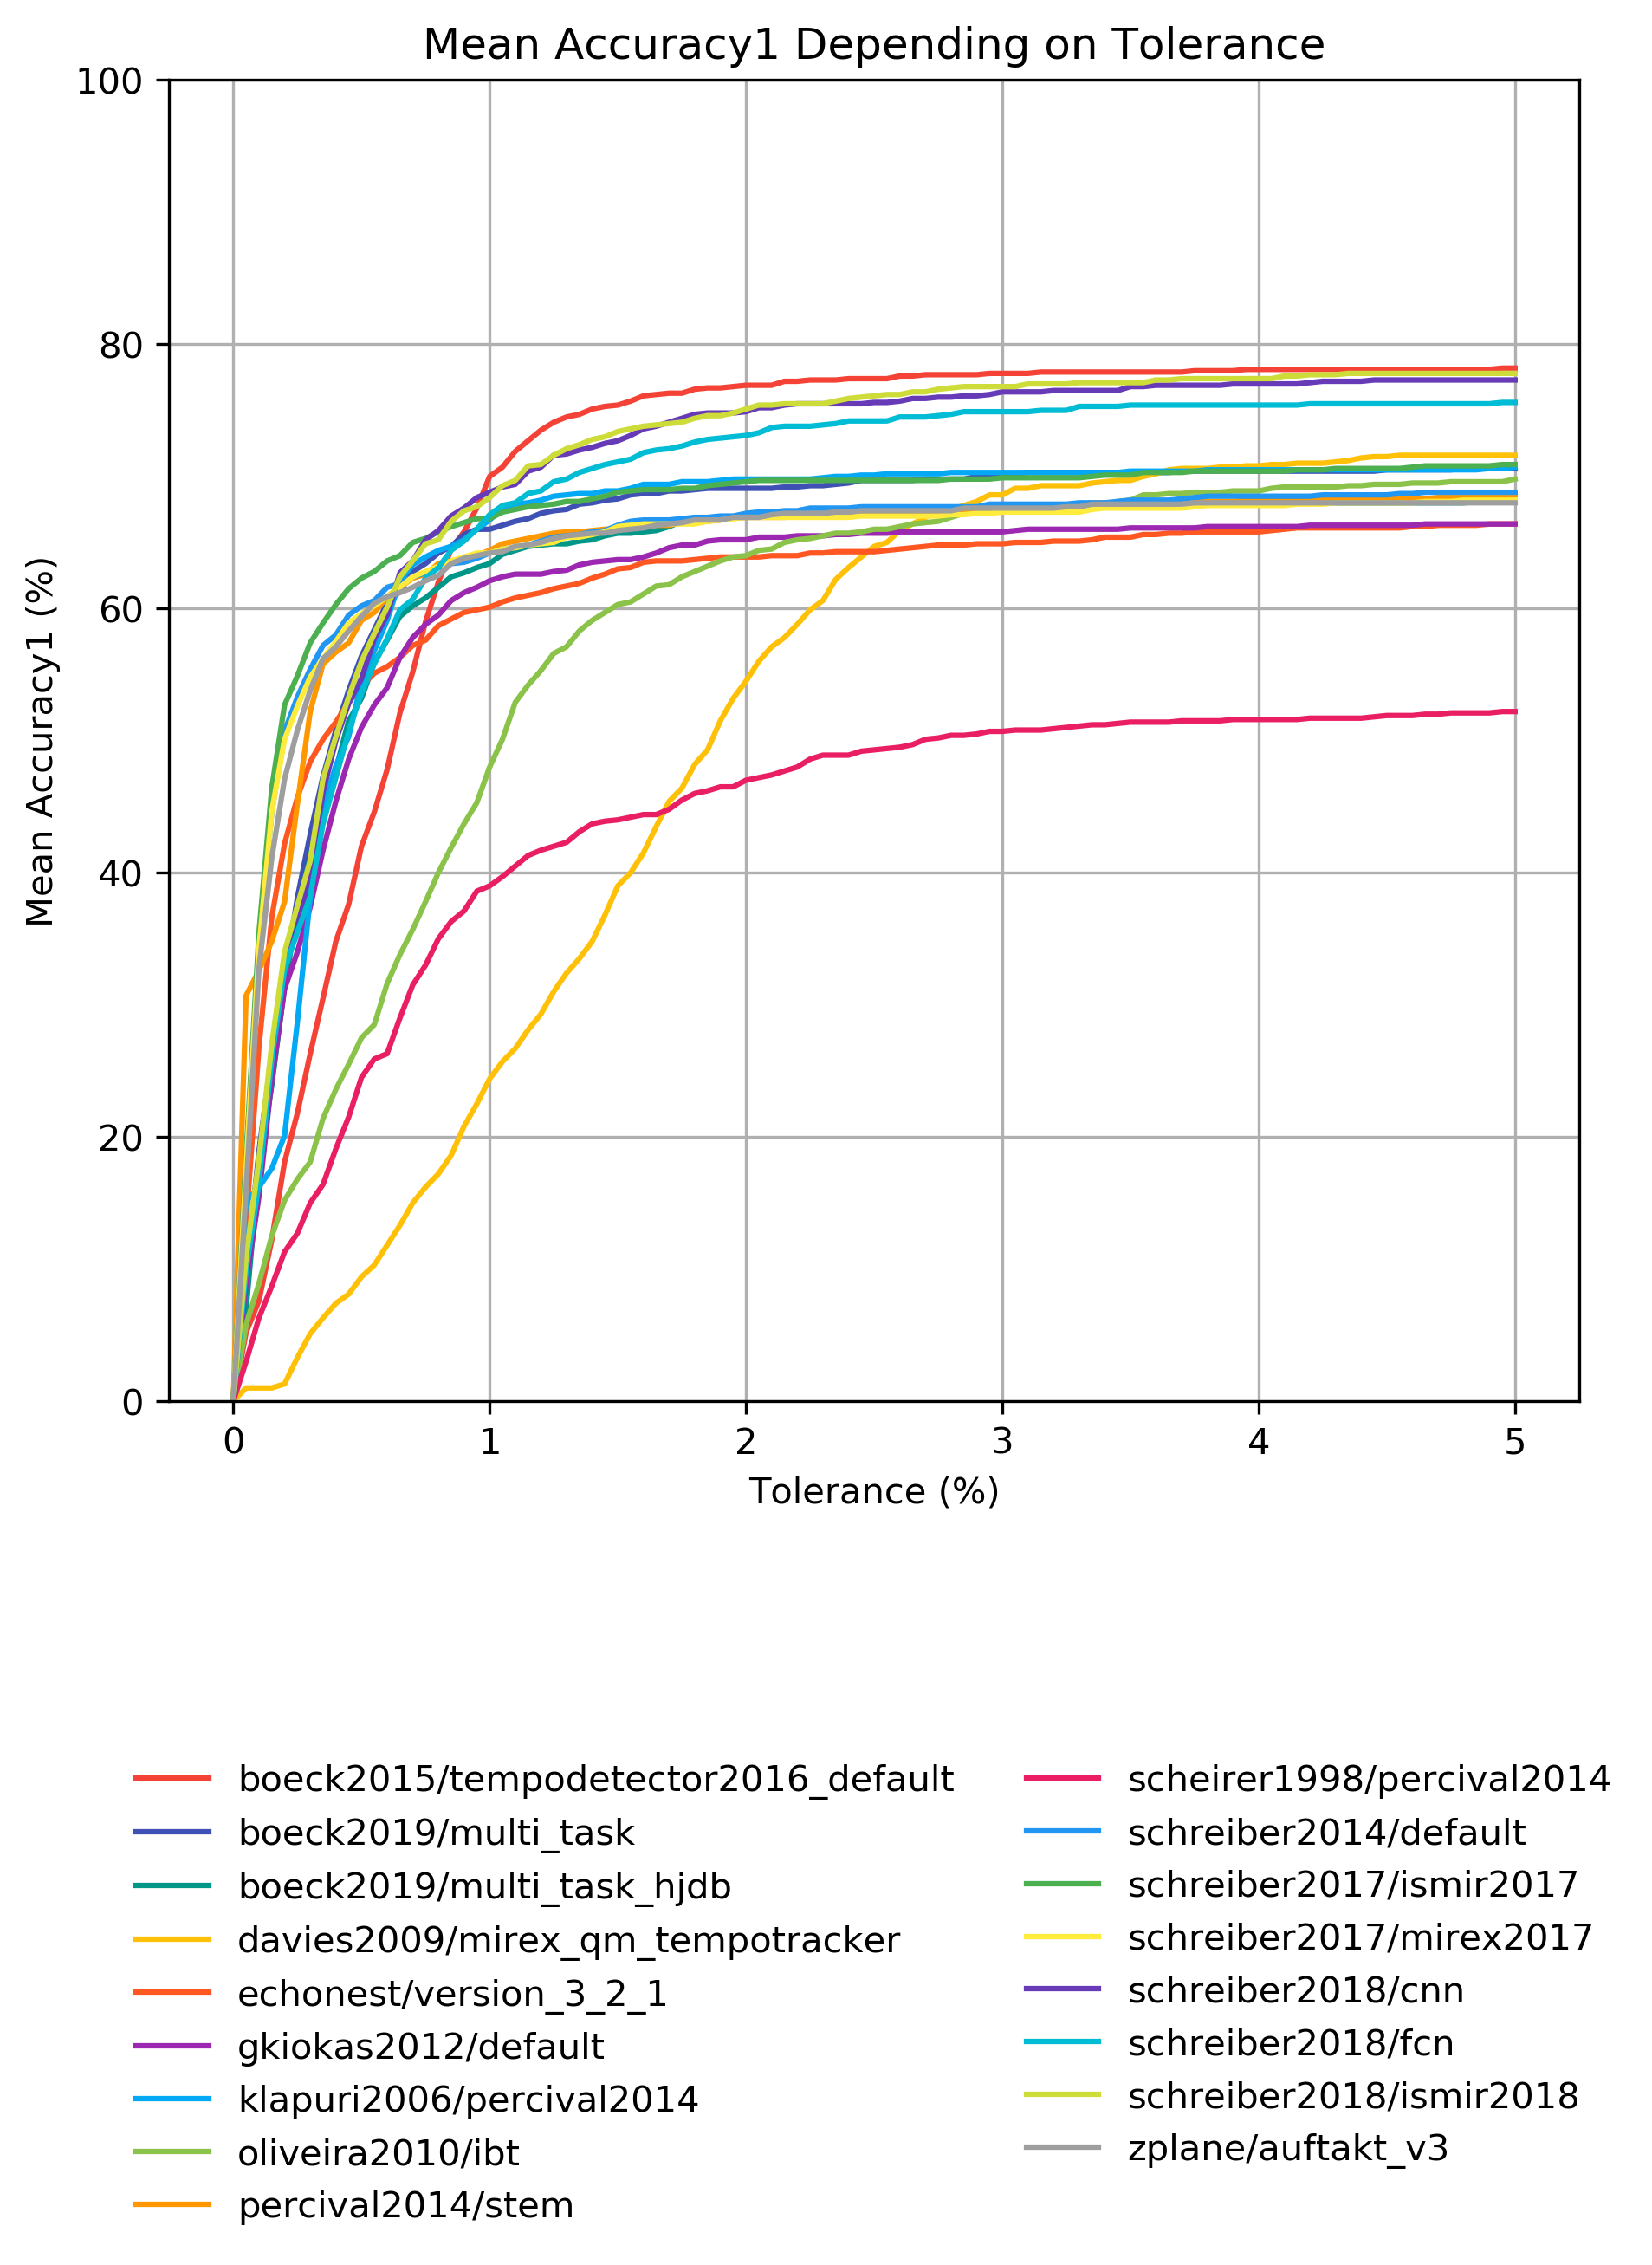 Mean Accuracy1 Depending on Tolerance
100
80
60
40
20
0
Mean Accuracy1 (%)
0 1 2 3 4 5
Tolerance (%)
boeck2015/tempodetector2016_default
boeck2019/multi_task
boeck2019/multi_task_hjdb
davies2009/mirex_qm_tempotracker
echonest/version_3_2_1
gkiokas2012/default
klapuri2006/percival2014
oliveira2010/ibt
percival2014/stem
scheirer1998/percival2014
schreiber2014/default
schreiber2017/ismir2017
schreiber2017/mirex2017
schreiber2018/cnn
schreiber2018/fcn
schreiber2018/ismir2018
zplane/auftakt_v3